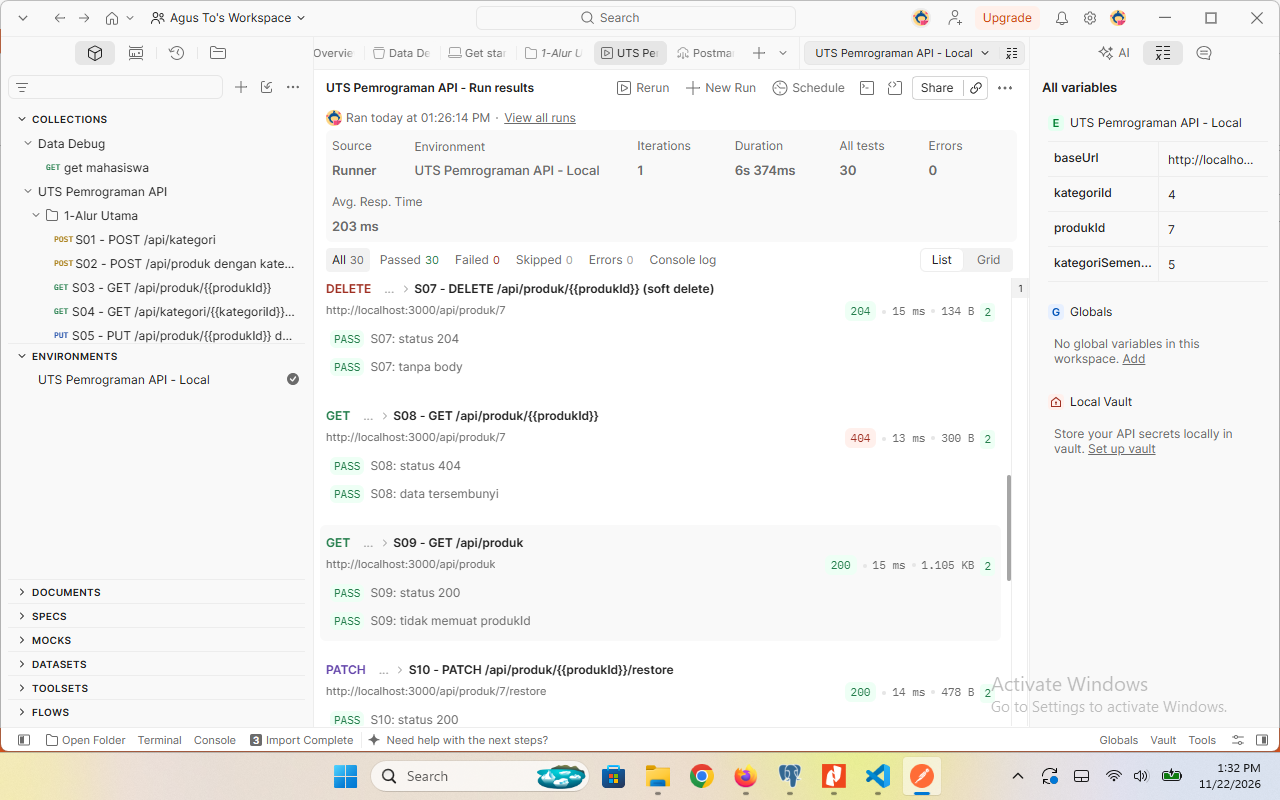 Agus To's Workspace
Search
Upgrade
Overvie
Data De
Get star
1-Alur U
UTS Per
Postma
UTS Pemrograman API - Local
AI
UTS Pemrograman API - Run results
Rerun
New Run
Schedule
Share
Ran today at 01:26:14 PM · View all runs
Source
Runner
Environment
UTS Pemrograman API - Local
Iterations
1
Duration
6s 374ms
All tests
30
Errors
0
Avg. Resp. Time
203 ms
All 30
Passed 30
Failed 0
Skipped 0
Errors 0
Console log
List
Grid
1
DELETE ... > S07 - DELETE /api/produk/{{produkId}} (soft delete)
http://localhost:3000/api/produk/7
204 • 15 ms • 134 B 2
PASS S07: status 204
PASS S07: tanpa body
GET ... > S08 - GET /api/produk/{{produkId}}
http://localhost:3000/api/produk/7
404 • 13 ms • 300 B 2
PASS S08: status 404
PASS S08: data tersembunyi
GET ... > S09 - GET /api/produk
http://localhost:3000/api/produk
200 • 15 ms • 1.105 KB 2
PASS S09: status 200
PASS S09: tidak memuat produkId
PATCH ... > S10 - PATCH /api/produk/{{produkId}}/restore
http://localhost:3000/api/produk/7/restore
200 • 14 ms • 478 B 2
PASS S10: status 200
COLLECTIONS
Data Debug
GET get mahasiswa
UTS Pemrograman API
1-Alur Utama
POST S01 - POST /api/kategori
POST S02 - POST /api/produk dengan kate...
GET S03 - GET /api/produk/{{produkId}}
GET S04 - GET /api/kategori/{{kategoriId}}...
PUT S05 - PUT /api/produk/{{produkId}} d...
ENVIRONMENTS
UTS Pemrograman API - Local
DOCUMENTS
SPECS
MOCKS
DATASETS
TOOLSETS
FLOWS
All variables
E UTS Pemrograman API - Local
baseUrl http://localho...
kategoriId 4
produkId 7
kategoriSemen... 5
G Globals
No global variables in this
workspace. Add
Local Vault
Store your API secrets locally in
vault. Set up vault
Activate Windows
Go to Settings to activate Windows.
Open Folder
Terminal
Console
3 Import Complete
Need help with the next steps?
Globals
Vault
Tools
Search
1:32 PM
11/22/2026